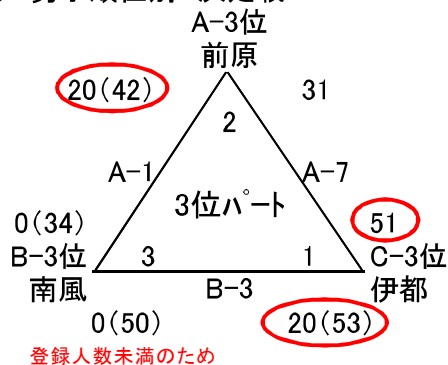 A-3位
前原
20(42)
31
2
A-1
A-7
3位パート
0(34)
51
B-3位
3
1
C-3位
南風
B-3
伊都
0(50)
20(53)
登録人数未満のため